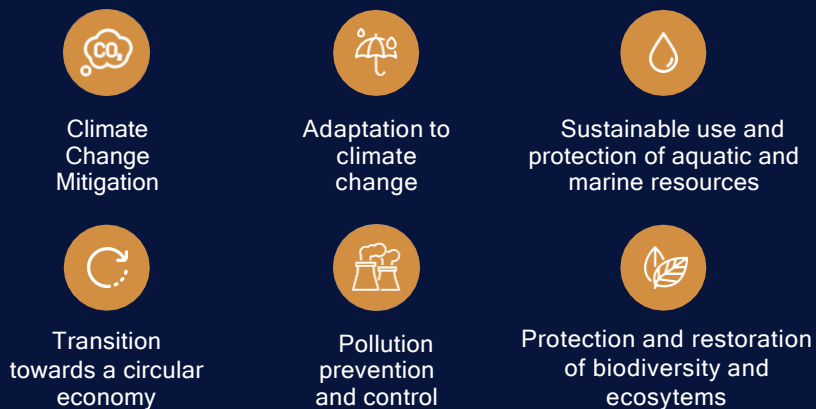 CO₂
Climate
Change
Mitigation
Adaptation to
climate
change
Sustainable use and
protection of aquatic and
marine resources
Transition
towards a circular
economy
Pollution
prevention
and control
Protection and restoration
of biodiversity and
ecosytems